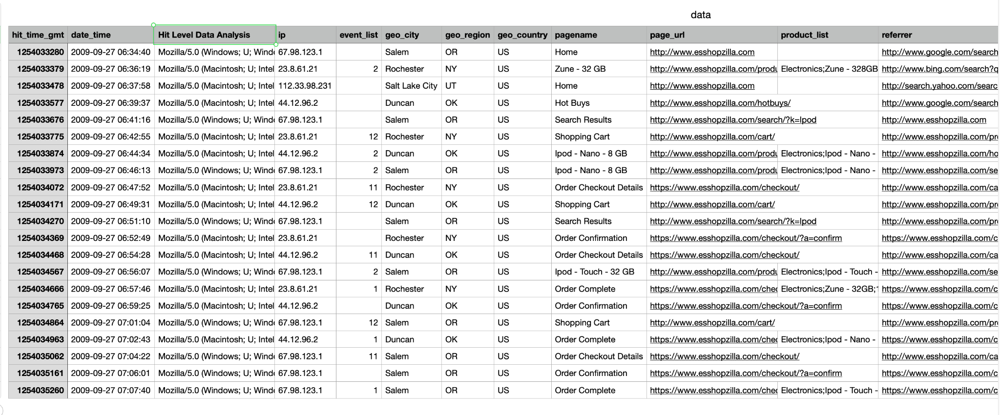 data
hit_time_gmt date_time Hit Level Data Analysis ip event_list geo_city geo_region geo_country pagename page_url product_list referrer
1254033280 2009-09-27 06:34:40 Mozilla/5.0 (Windows; U; Wind 67.98.123.1 Salem OR US Home http://www.esshopzilla.com http://www.google.com/search
1254033379 2009-09-27 06:36:19 Mozilla/5.0 (Macintosh; U; Intel 23.8.61.21 2 Rochester NY US Zune - 32 GB http://www.esshopzilla.com/produ Electronics;Zune - 328GB http://www.bing.com/search?q
1254033478 2009-09-27 06:37:58 Mozilla/5.0 (Macintosh; U; Intel 112.33.98.231 Salt Lake City UT US Home http://www.esshopzilla.com http://search.yahoo.com/searc
1254033577 2009-09-27 06:39:37 Mozilla/5.0 (Macintosh; U; Intel 44.12.96.2 Duncan OK US Hot Buys http://www.esshopzilla.com/hotbuys/ http://www.google.com/search
1254033676 2009-09-27 06:41:16 Mozilla/5.0 (Windows; U; Wind 67.98.123.1 Salem OR US Search Results http://www.esshopzilla.com/search/?k=Ipod http://www.esshopzilla.com
1254033775 2009-09-27 06:42:55 Mozilla/5.0 (Macintosh; U; Intel 23.8.61.21 12 Rochester NY US Shopping Cart http://www.esshopzilla.com/cart/ http://www.esshopzilla.com/pr
1254033874 2009-09-27 06:44:34 Mozilla/5.0 (Macintosh; U; Intel 44.12.96.2 2 Duncan OK US Ipod - Nano - 8 GB http://www.esshopzilla.com/produ Electronics;Ipod - Nano - http://www.esshopzilla.com/ho
1254033973 2009-09-27 06:46:13 Mozilla/5.0 (Windows; U; Wind 67.98.123.1 2 Salem OR US Ipod - Nano - 8 GB http://www.esshopzilla.com/produ Electronics;Ipod - Nano - http://www.esshopzilla.com/se
1254034072 2009-09-27 06:47:52 Mozilla/5.0 (Macintosh; U; Intel 23.8.61.21 11 Rochester NY US Order Checkout Details https://www.esshopzilla.com/checkout/ http://www.esshopzilla.com/ca
1254034171 2009-09-27 06:49:31 Mozilla/5.0 (Macintosh; U; Intel 44.12.96.2 12 Duncan OK US Shopping Cart http://www.esshopzilla.com/cart/ http://www.esshopzilla.com/pr
1254034270 2009-09-27 06:51:10 Mozilla/5.0 (Windows; U; Wind 67.98.123.1 Salem OR US Search Results http://www.esshopzilla.com/search/?k=Ipod http://www.esshopzilla.com/pr
1254034369 2009-09-27 06:52:49 Mozilla/5.0 (Macintosh; U; Intel 23.8.61.21 Rochester NY US Order Confirmation https://www.esshopzilla.com/checkout/?a=confirm https://www.esshopzilla.com/c
1254034468 2009-09-27 06:54:28 Mozilla/5.0 (Macintosh; U; Intel 44.12.96.2 11 Duncan OK US Order Checkout Details https://www.esshopzilla.com/checkout/ http://www.esshopzilla.com/ca
1254034567 2009-09-27 06:56:07 Mozilla/5.0 (Windows; U; Wind 67.98.123.1 2 Salem OR US Ipod - Touch - 32 GB http://www.esshopzilla.com/produ Electronics;Ipod - Touch - http://www.esshopzilla.com/se
1254034666 2009-09-27 06:57:46 Mozilla/5.0 (Macintosh; U; Intel 23.8.61.21 1 Rochester NY US Order Complete https://www.esshopzilla.com/chec Electronics;Zune - 32GB;1 https://www.esshopzilla.com/c
1254034765 2009-09-27 06:59:25 Mozilla/5.0 (Macintosh; U; Intel 44.12.96.2 Duncan OK US Order Confirmation https://www.esshopzilla.com/checkout/?a=confirm https://www.esshopzilla.com/c
1254034864 2009-09-27 07:01:04 Mozilla/5.0 (Windows; U; Wind 67.98.123.1 12 Salem OR US Shopping Cart http://www.esshopzilla.com/cart/ http://www.esshopzilla.com/pr
1254034963 2009-09-27 07:02:43 Mozilla/5.0 (Macintosh; U; Intel 44.12.96.2 1 Duncan OK US Order Complete https://www.esshopzilla.com/chec Electronics;Ipod - Nano - https://www.esshopzilla.com/c
1254035062 2009-09-27 07:04:22 Mozilla/5.0 (Windows; U; Wind 67.98.123.1 11 Salem OR US Order Checkout Details https://www.esshopzilla.com/checkout/ http://www.esshopzilla.com/ca
1254035161 2009-09-27 07:06:01 Mozilla/5.0 (Windows; U; Wind 67.98.123.1 Salem OR US Order Confirmation https://www.esshopzilla.com/checkout/?a=confirm https://www.esshopzilla.com/c
1254035260 2009-09-27 07:07:40 Mozilla/5.0 (Windows; U; Wind 67.98.123.1 1 Salem OR US Order Complete https://www.esshopzilla.com/chec Electronics;Ipod - Touch - https://www.esshopzilla.com/c